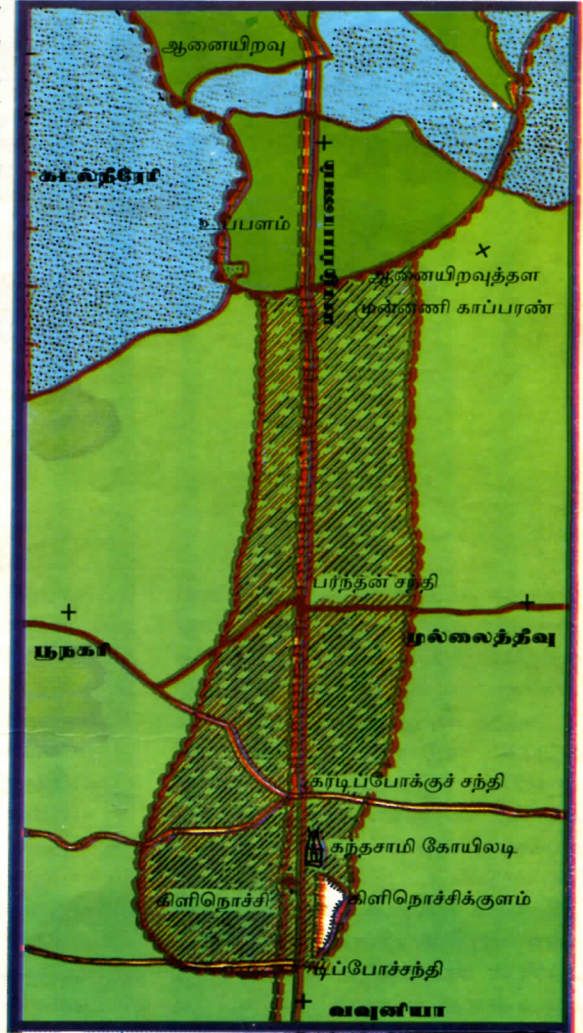 ஆனையிறவு
கடல்நீரேரி
யாழ்ப்பாணம்
உப்பளம்
ஆனையிறவுத்தள
முன்னணி காப்பரண்
பரந்தன் சந்தி
பூநகரி
முல்லைத்தீவு
கரடிப்போக்குச் சந்தி
கந்தசாமி கோயிலடி
கிளிநொச்சி
கிளிநொச்சிக்குளம்
டிப்போச்சந்தி
வவுனியா